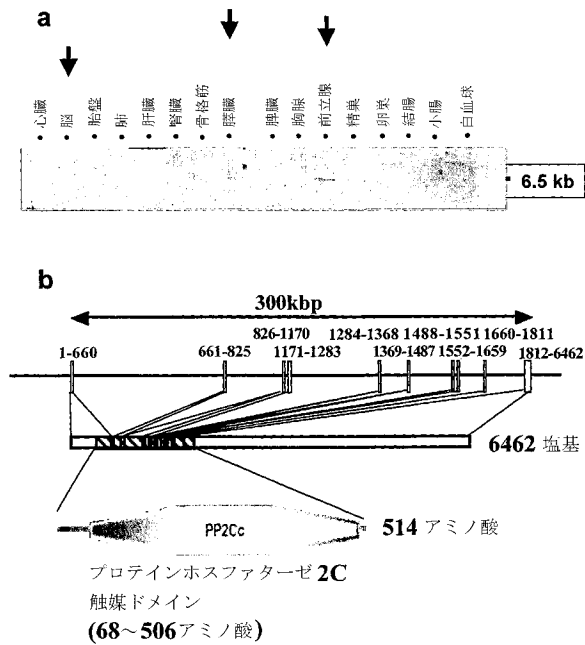 a
心臓
脳
胎盤
肺
肝臓
腎臓
骨格筋
膵臓
脾臓
胸腺
前立腺
精巣
卵巣
結腸
小腸
白血球
6.5 kb
b
300kbp
826-1170 1284-1368 1488-1551 1660-1811
1-660 661-825 1171-1283 1369-1487 1552-1659 1812-6462
6462 塩基
PP2Cc
514 アミノ酸
プロテインホスファターゼ 2C
触媒ドメイン
(68～506アミノ酸)